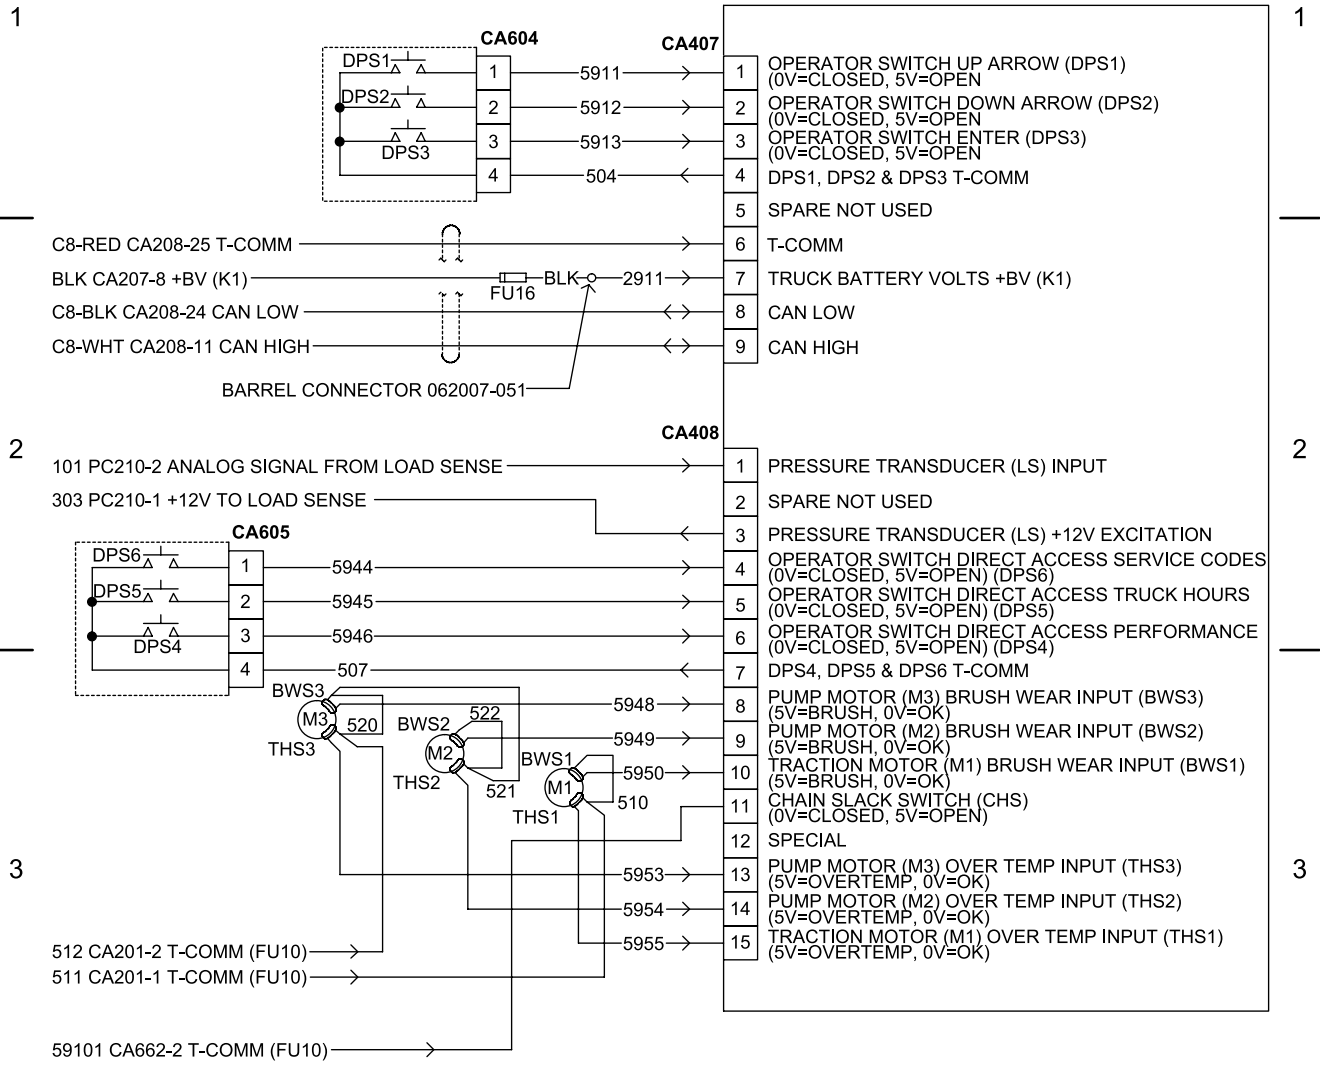 1
1
CA604
CA407
DPS1
1
5911
1
OPERATOR SWITCH UP ARROW (DPS1)
(0V=CLOSED, 5V=OPEN
DPS2
2
5912
2
OPERATOR SWITCH DOWN ARROW (DPS2)
(0V=CLOSED, 5V=OPEN
DPS3
3
5913
3
OPERATOR SWITCH ENTER (DPS3)
(0V=CLOSED, 5V=OPEN
4
504
4
DPS1, DPS2 & DPS3 T-COMM
5
SPARE NOT USED
C8-RED CA208-25 T-COMM
6
T-COMM
BLK CA207-8 +BV (K1)
FU16
BLK
2911
7
TRUCK BATTERY VOLTS +BV (K1)
C8-BLK CA208-24 CAN LOW
8
CAN LOW
C8-WHT CA208-11 CAN HIGH
9
CAN HIGH
BARREL CONNECTOR 062007-051
2
2
CA408
101 PC210-2 ANALOG SIGNAL FROM LOAD SENSE
1
PRESSURE TRANSDUCER (LS) INPUT
303 PC210-1 +12V TO LOAD SENSE
2
SPARE NOT USED
3
PRESSURE TRANSDUCER (LS) +12V EXCITATION
CA605
DPS6
1
5944
4
OPERATOR SWITCH DIRECT ACCESS SERVICE CODES
(0V=CLOSED, 5V=OPEN) (DPS6)
DPS5
2
5945
5
OPERATOR SWITCH DIRECT ACCESS TRUCK HOURS
(0V=CLOSED, 5V=OPEN) (DPS5)
DPS4
3
5946
6
OPERATOR SWITCH DIRECT ACCESS PERFORMANCE
(0V=CLOSED, 5V=OPEN) (DPS4)
4
507
7
DPS4, DPS5 & DPS6 T-COMM
BWS3
M3
THS3
520
5948
8
PUMP MOTOR (M3) BRUSH WEAR INPUT (BWS3)
(5V=BRUSH, 0V=OK)
BWS2
522
M2
THS2
521
5949
9
PUMP MOTOR (M2) BRUSH WEAR INPUT (BWS2)
(5V=BRUSH, 0V=OK)
BWS1
M1
THS1
510
5950
10
TRACTION MOTOR (M1) BRUSH WEAR INPUT (BWS1)
(5V=BRUSH, 0V=OK)
11
CHAIN SLACK SWITCH (CHS)
(0V=CLOSED, 5V=OPEN)
12
SPECIAL
3
3
5953
13
PUMP MOTOR (M3) OVER TEMP INPUT (THS3)
(5V=OVERTEMP, 0V=OK)
5954
14
PUMP MOTOR (M2) OVER TEMP INPUT (THS2)
(5V=OVERTEMP, 0V=OK)
5955
15
TRACTION MOTOR (M1) OVER TEMP INPUT (THS1)
(5V=OVERTEMP, 0V=OK)
512 CA201-2 T-COMM (FU10)
511 CA201-1 T-COMM (FU10)
59101 CA662-2 T-COMM (FU10)